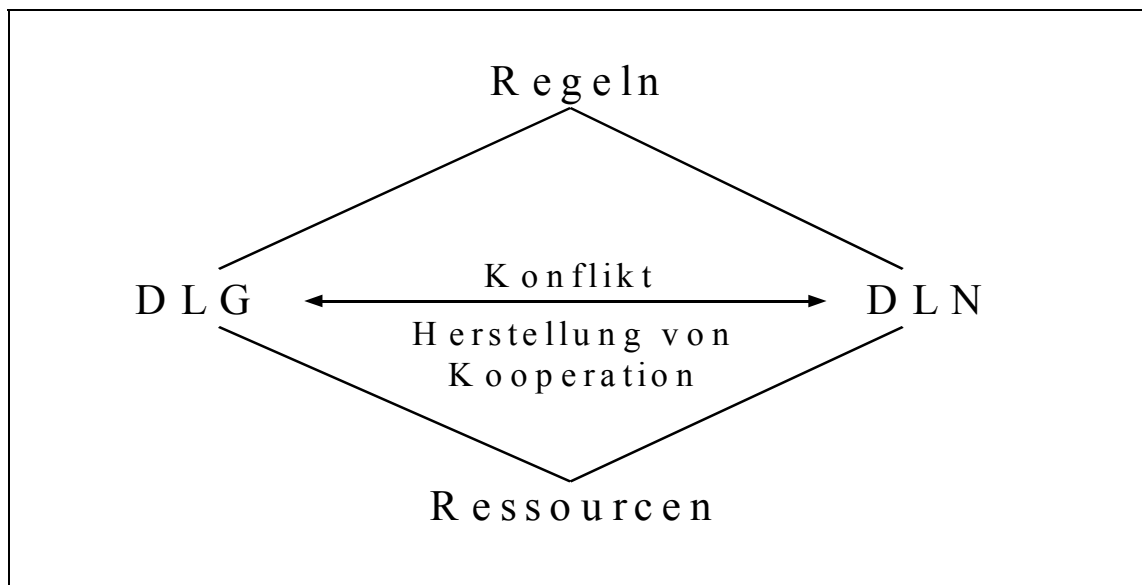 Regeln
Konflikt
DLG
DLN
Herstellung von
Kooperation
Ressourcen